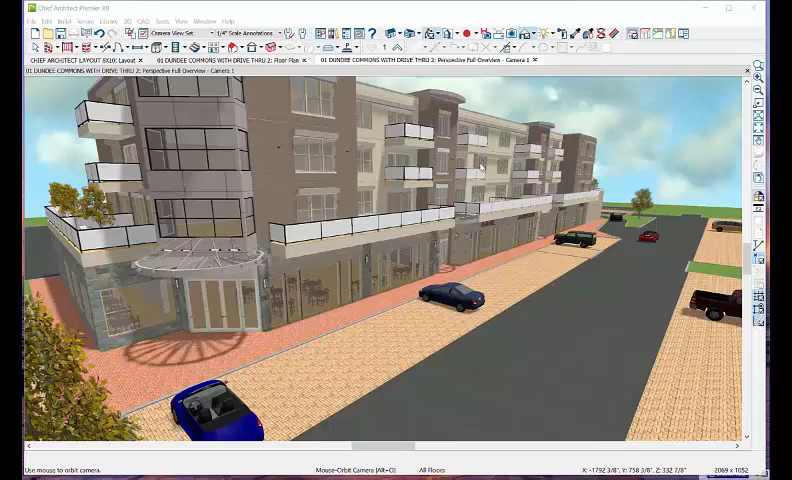 Chief Architect Premier X9
File Edit Build Terrain Library 3D CAD Tools View Window Help
Camera View Set 1/4" Scale Annotations
CHIEF ARCHITECT LAYOUT 8X10: Layout 01 DUNDEE COMMONS WITH DRIVE THRU 2: Floor Plan 01 DUNDEE COMMONS WITH DRIVE THRU 2: Perspective Full Overview - Camera 1
01 DUNDEE COMMONS WITH DRIVE THRU 2: Perspective Full Overview - Camera 1
Use mouse to orbit camera. Mouse-Orbit Camera (Alt+O) All Floors X: -1792 3/8", Y: 758 3/8", Z: 332 7/8" 2069 x 1052